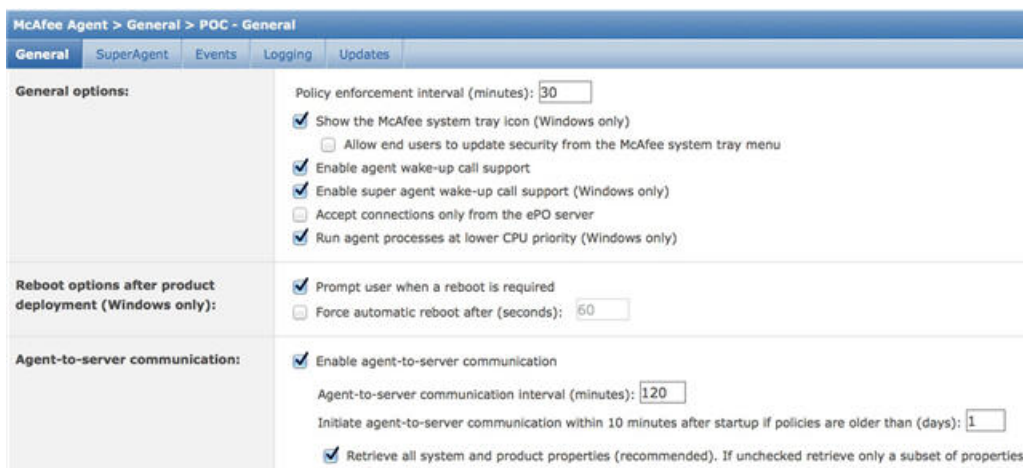 McAfee Agent > General > POC - General
General SuperAgent Events Logging Updates
General options:
Policy enforcement interval (minutes): 30
Show the McAfee system tray icon (Windows only)
Allow end users to update security from the McAfee system tray menu
Enable agent wake-up call support
Enable super agent wake-up call support (Windows only)
Accept connections only from the ePO server
Run agent processes at lower CPU priority (Windows only)
Reboot options after product
deployment (Windows only):
Prompt user when a reboot is required
Force automatic reboot after (seconds): 60
Agent-to-server communication:
Enable agent-to-server communication
Agent-to-server communication interval (minutes): 120
Initiate agent-to-server communication within 10 minutes after startup if policies are older than (days): 1
Retrieve all system and product properties (recommended). If unchecked retrieve only a subset of properties